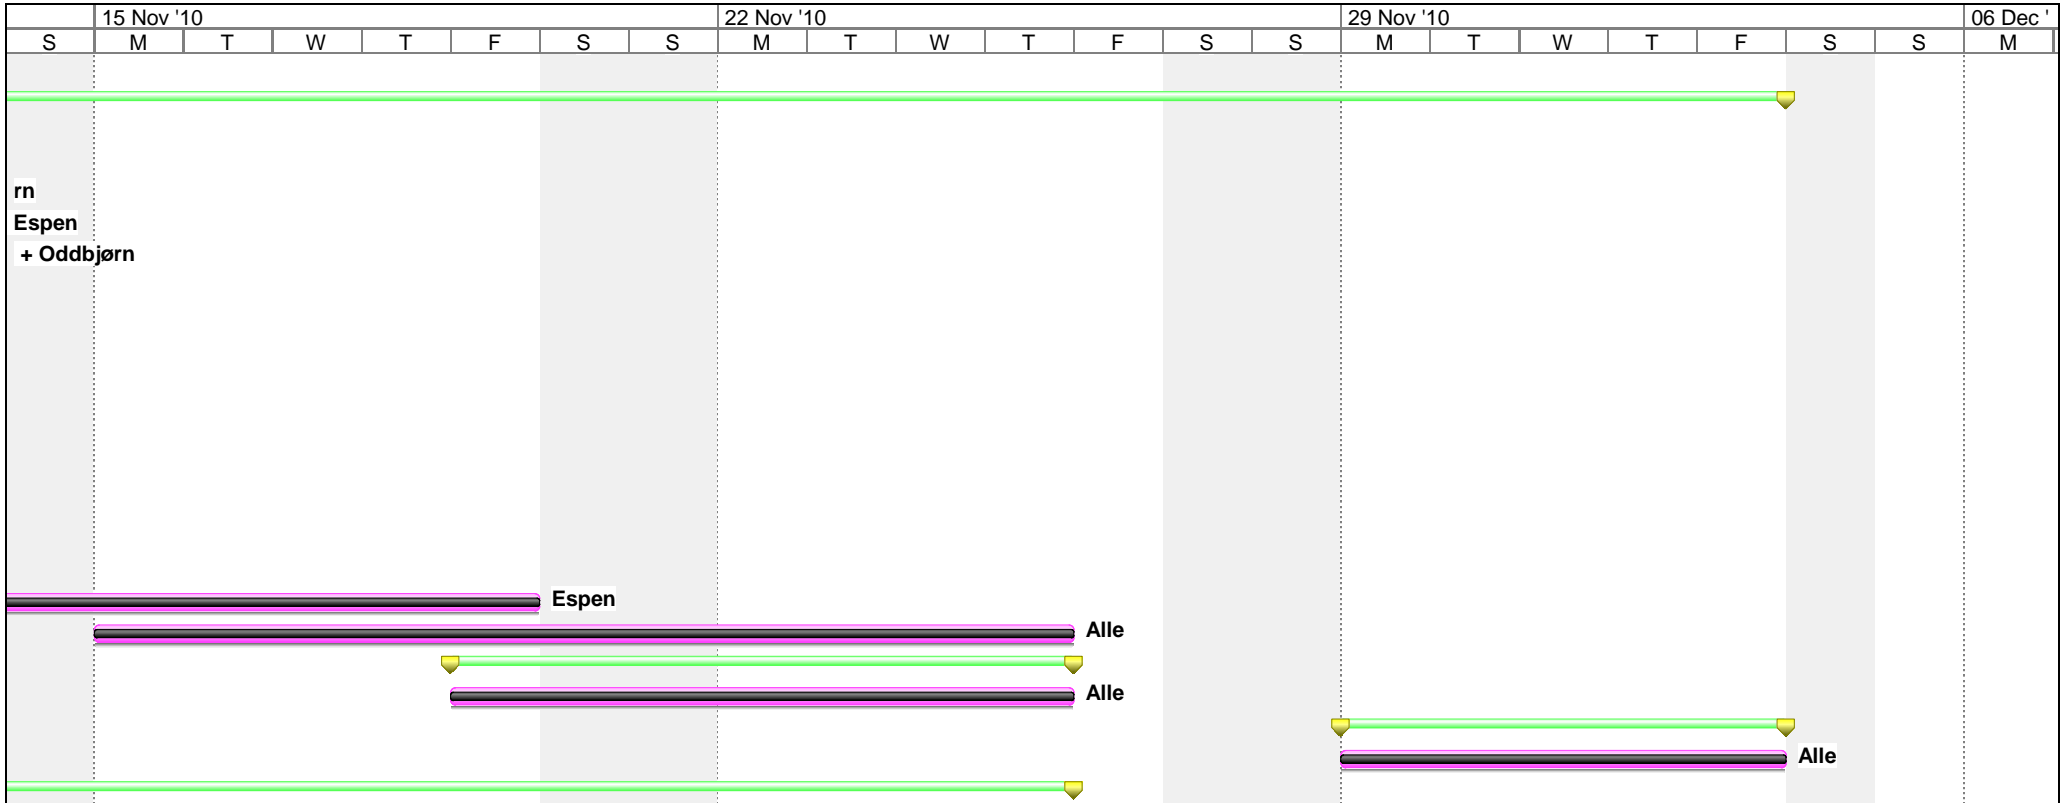 15 Nov '10 22 Nov '10 29 Nov '10 06 Dec '
S M T W T F S S M T W T F S S M T W T F S S M
rn
Espen
+ Oddbjørn
Espen
Alle
Alle
Alle